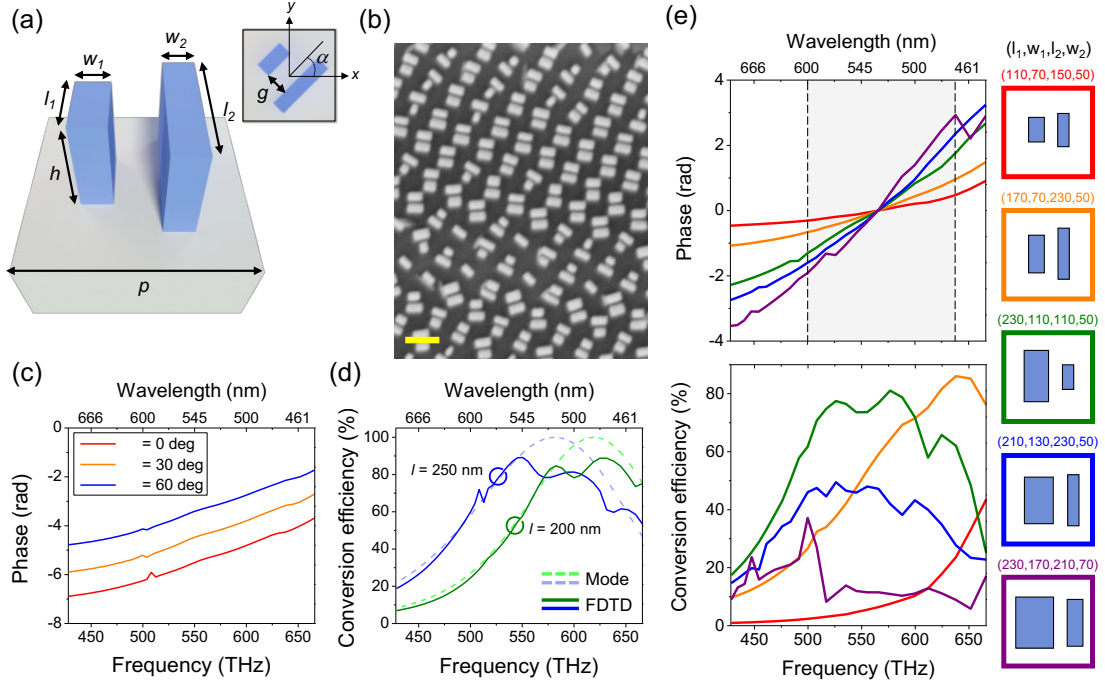 (a)
w1
w2
l1
l2
h
p
y
x
α
g
(b)
(c)
Wavelength (nm)
666 600 545 500 461
0
-2
-4
-6
-8
Phase (rad)
= 0 deg
= 30 deg
= 60 deg
450 500 550 600 650
Frequency (THz)
(d)
Wavelength (nm)
666 600 545 500 461
100
80
60
40
20
0
Conversion efficiency (%)
l = 250 nm
l = 200 nm
Mode
FDTD
450 500 550 600 650
Frequency (THz)
(e)
Wavelength (nm)
666 600 545 500 461
4
2
0
-2
-4
Phase (rad)
80
60
40
20
0
Conversion efficiency (%)
450 500 550 600 650
Frequency (THz)
(l1,w1,l2,w2)
(110,70,150,50)
(170,70,230,50)
(230,110,110,50)
(210,130,230,50)
(230,170,210,70)